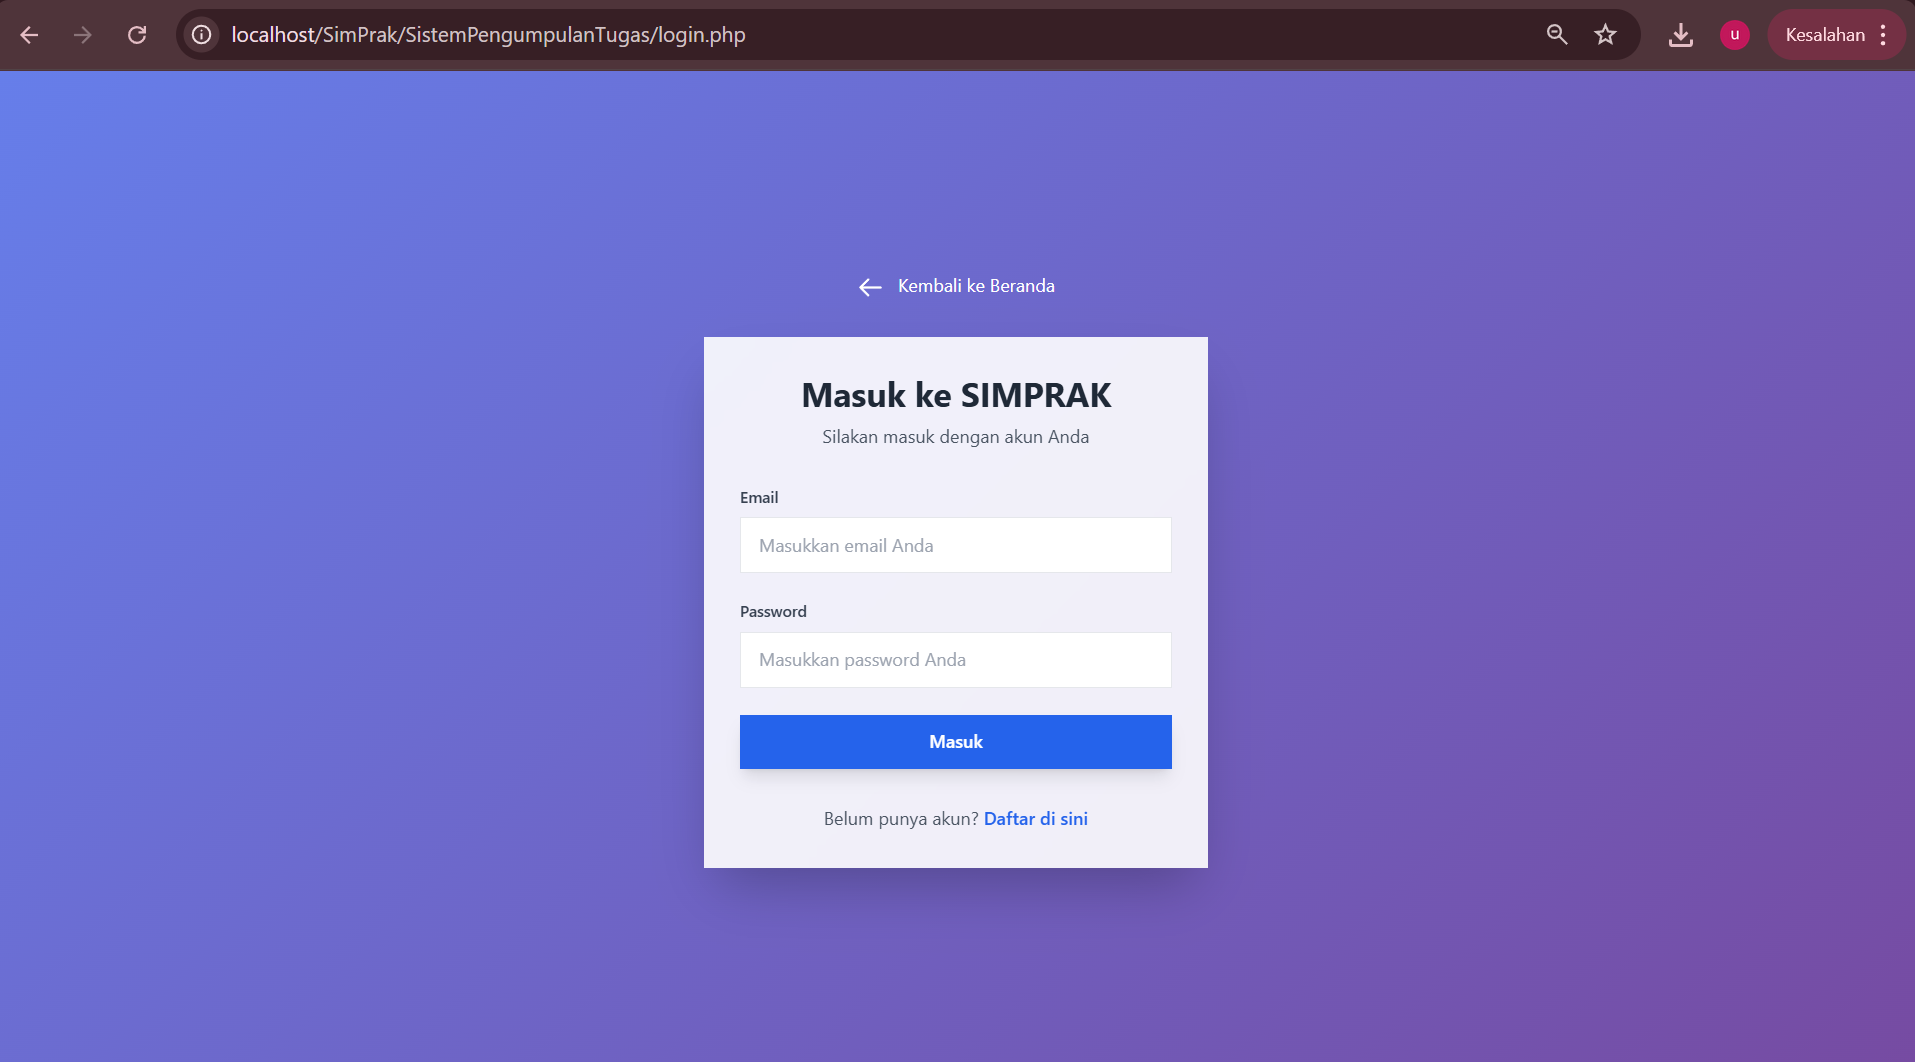 localhost/SimPrak/SistemPengumpulanTugas/login.php
u
Kesalahan
Kembali ke Beranda
Masuk ke SIMPRAK
Silakan masuk dengan akun Anda
Email
Masukkan email Anda
Password
Masukkan password Anda
Masuk
Belum punya akun? Daftar di sini